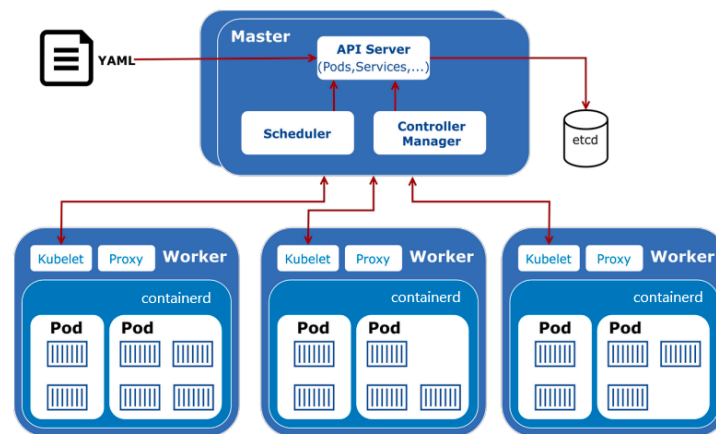 Master
YAML
API Server
(Pods,Services,...)
Scheduler
Controller
Manager
etcd
Kubelet
Proxy
Worker
containerd
Pod
Pod
Kubelet
Proxy
Worker
containerd
Pod
Pod
Kubelet
Proxy
Worker
containerd
Pod
Pod